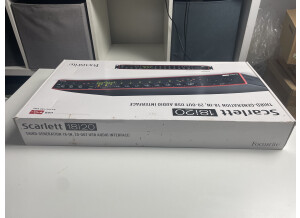 Focusrite
Scarlett 18i20
THIRD-GENERATION 18-IN, 20-OUT USB AUDIO INTERFACE
Scarlett 18i20
THIRD-GENERATION 18-IN, 20-OUT USB AUDIO INTERFACE
Focusrite